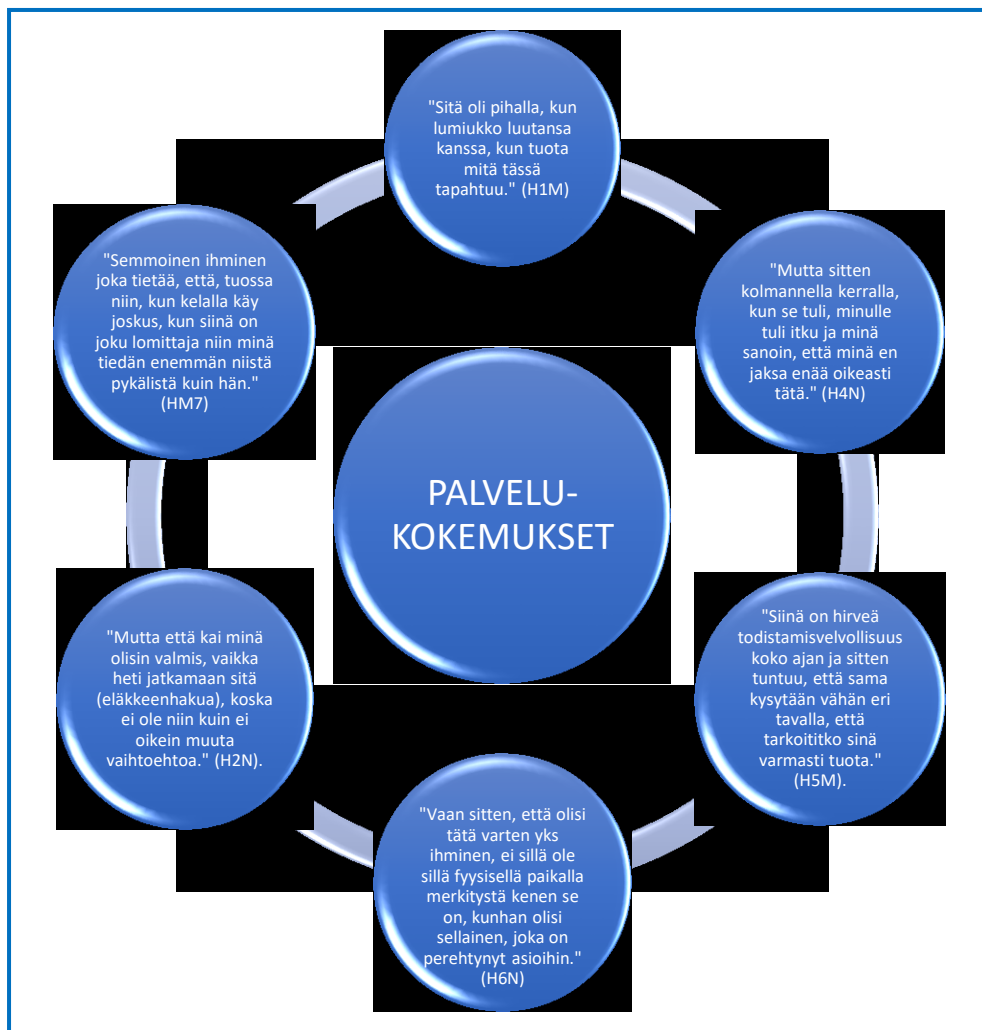 "Sitä oli pihalla, kun
lumiukko luutansa
kanssa, kun tuota
mitä tässä
tapahtuu." (H1M)
"Mutta sitten
kolmannella kerralla,
kun se tuli, minulle
tuli itku ja minä
sanoin, että minä en
jaksa enää oikeasti
tätä." (H4N)
"Siinä on hirveä
todistamisvelvollisuus
koko ajan ja sitten
tuntuu, että sama
kysytään vähän eri
tavalla, että
tarkoititko sinä
varmasti tuota."
(H5M).
"Vaan sitten, että olisi
tätä varten yks
ihminen, ei sillä ole
sillä fyysisellä paikalla
merkitystä kenen se
on, kunhan olisi
sellainen, joka on
perehtynyt asioihin."
(H6N)
"Mutta että kai minä
olisin valmis, vaikka
heti jatkamaan sitä
(eläkkeenhakua), koska
ei ole niin kuin ei
oikein muuta
vaihtoehtoa." (H2N).
"Semmoinen ihminen
joka tietää, että, tuossa
niin, kun kelalla käy
joskus, kun siinä on
joku lomittaja niin minä
tiedän enemmän niistä
pykälistä kuin hän."
(HM7)
PALVELU-
KOKEMUKSET